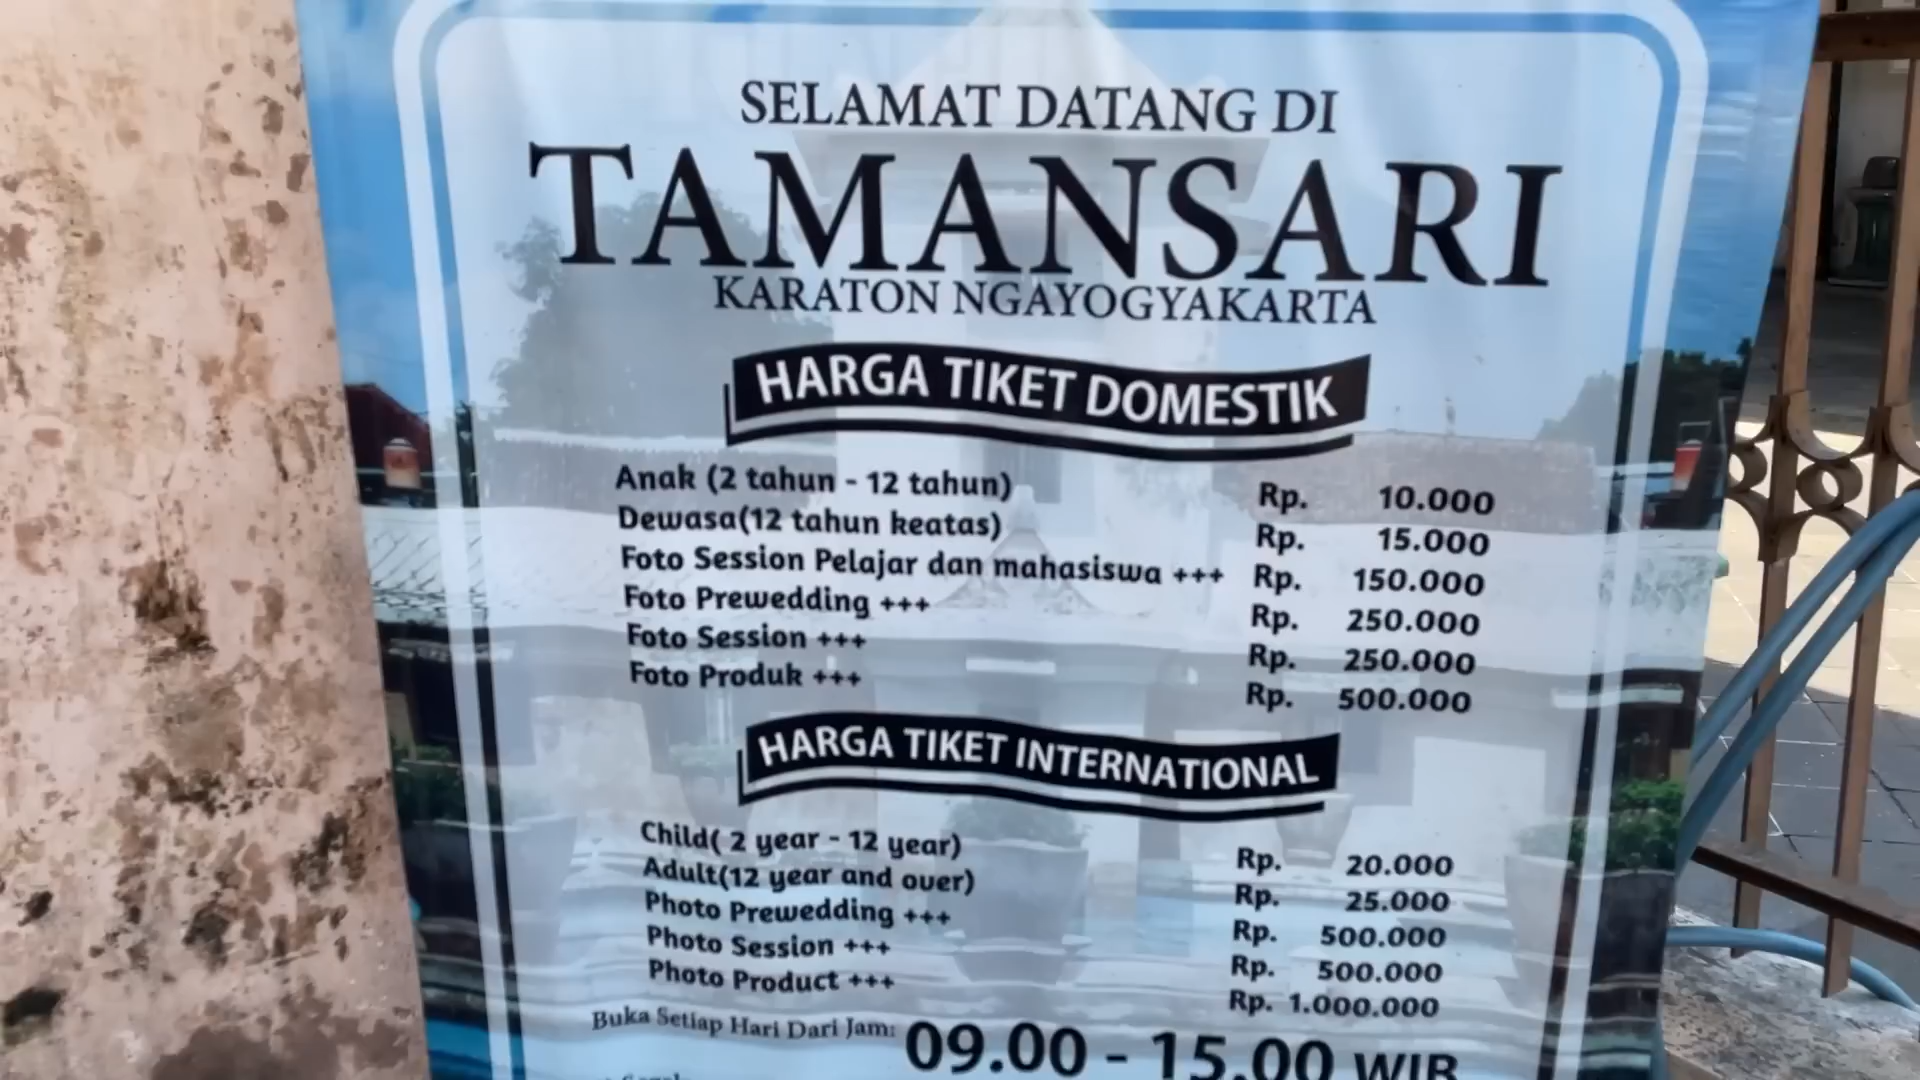 SELAMAT DATANG DI
TAMANSARI
KARATON NGAYOGYAKARTA
HARGA TIKET DOMESTIK
Anak (2 tahun - 12 tahun) Rp. 10.000
Dewasa(12 tahun keatas) Rp. 15.000
Foto Session Pelajar dan mahasiswa +++ Rp. 150.000
Foto Prewedding +++ Rp. 250.000
Foto Session +++ Rp. 250.000
Foto Produk +++ Rp. 500.000
HARGA TIKET INTERNATIONAL
Child( 2 year - 12 year) Rp. 20.000
Adult(12 year and over) Rp. 25.000
Photo Prewedding +++ Rp. 500.000
Photo Session +++ Rp. 500.000
Photo Product +++ Rp. 1.000.000
Buka Setiap Hari Dari Jam: 09.00 - 15.00 WIB